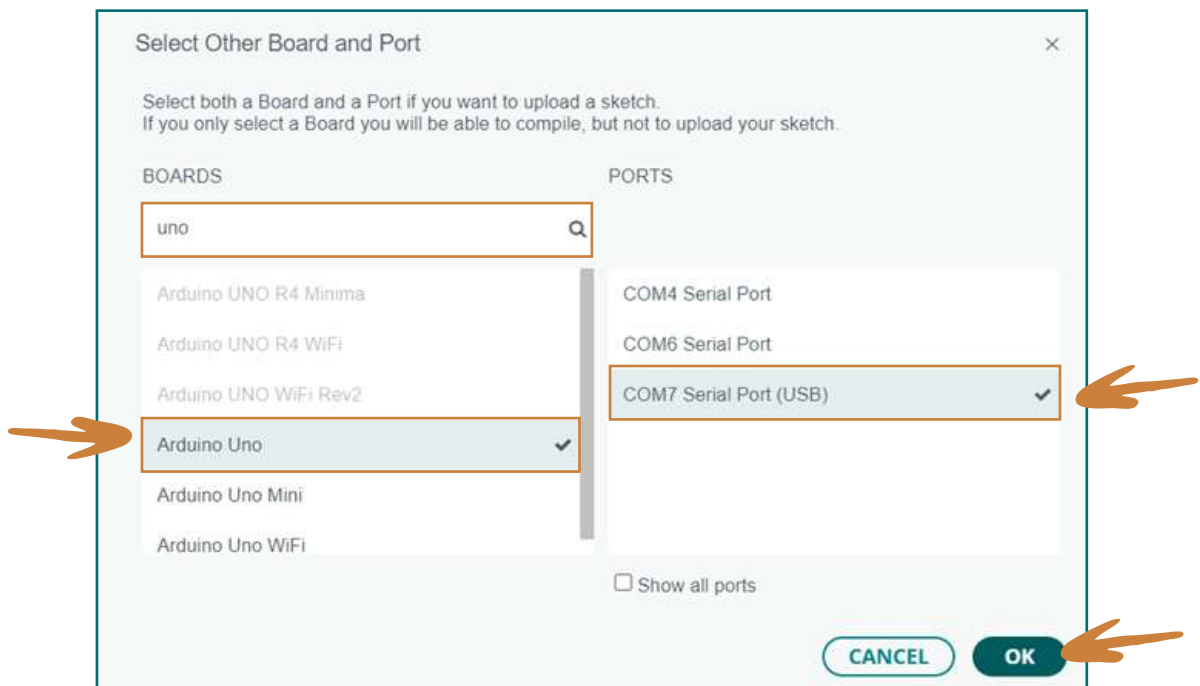 Select Other Board and Port
Select both a Board and a Port if you want to upload a sketch.
If you only select a Board you will be able to compile, but not to upload your sketch.
BOARDS
PORTS
uno
Arduino UNO R4 Minima
Arduino UNO R4 WiFi
Arduino UNO WiFi Rev2
Arduino Uno
Arduino Uno Mini
Arduino Uno WiFi
COM4 Serial Port
COM6 Serial Port
COM7 Serial Port (USB)
Show all ports
CANCEL
OK